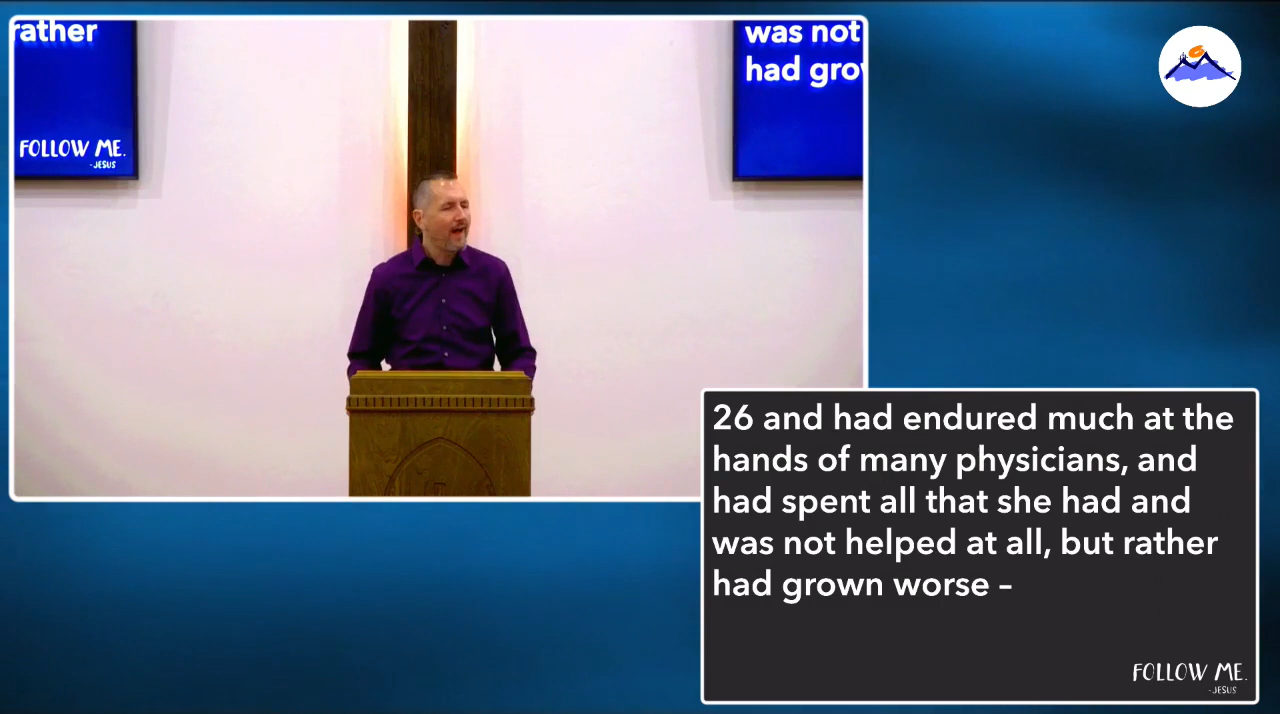 rather
FOLLOW ME.
-JESUS
was not
had grow
26 and had endured much at the
hands of many physicians, and
had spent all that she had and
was not helped at all, but rather
had grown worse –
FOLLOW ME.
-JESUS